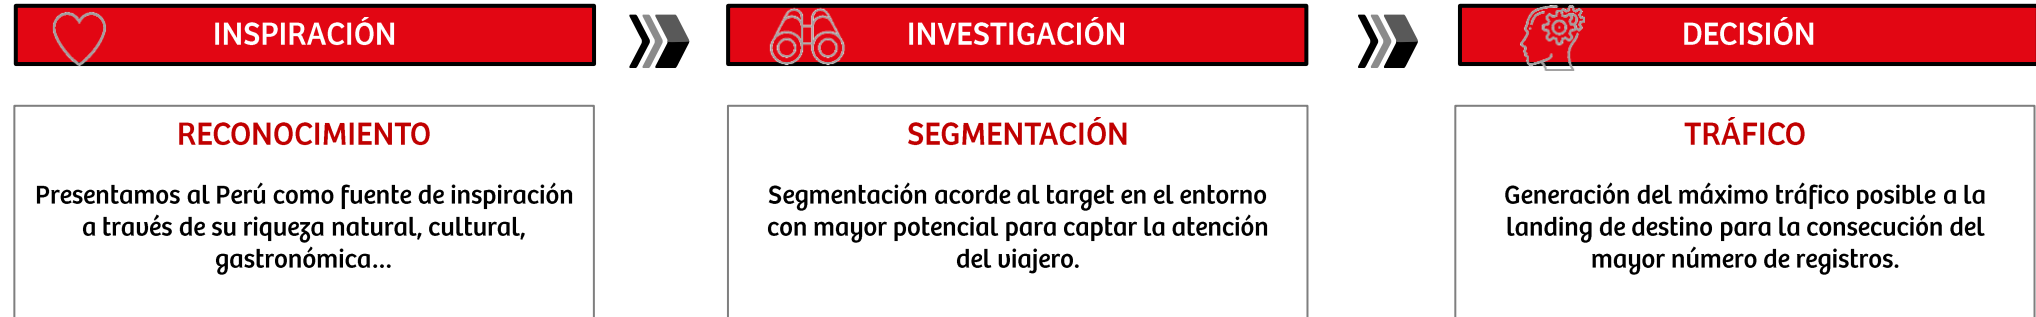 INSPIRACIÓN
INVESTIGACIÓN
DECISIÓN
RECONOCIMIENTO
Presentamos al Perú como fuente de inspiración
a través de su riqueza natural, cultural,
gastronómica...
SEGMENTACIÓN
Segmentación acorde al target en el entorno
con mayor potencial para captar la atención
del viajero.
TRÁFICO
Generación del máximo tráfico posible a la
landing de destino para la consecución del
mayor número de registros.